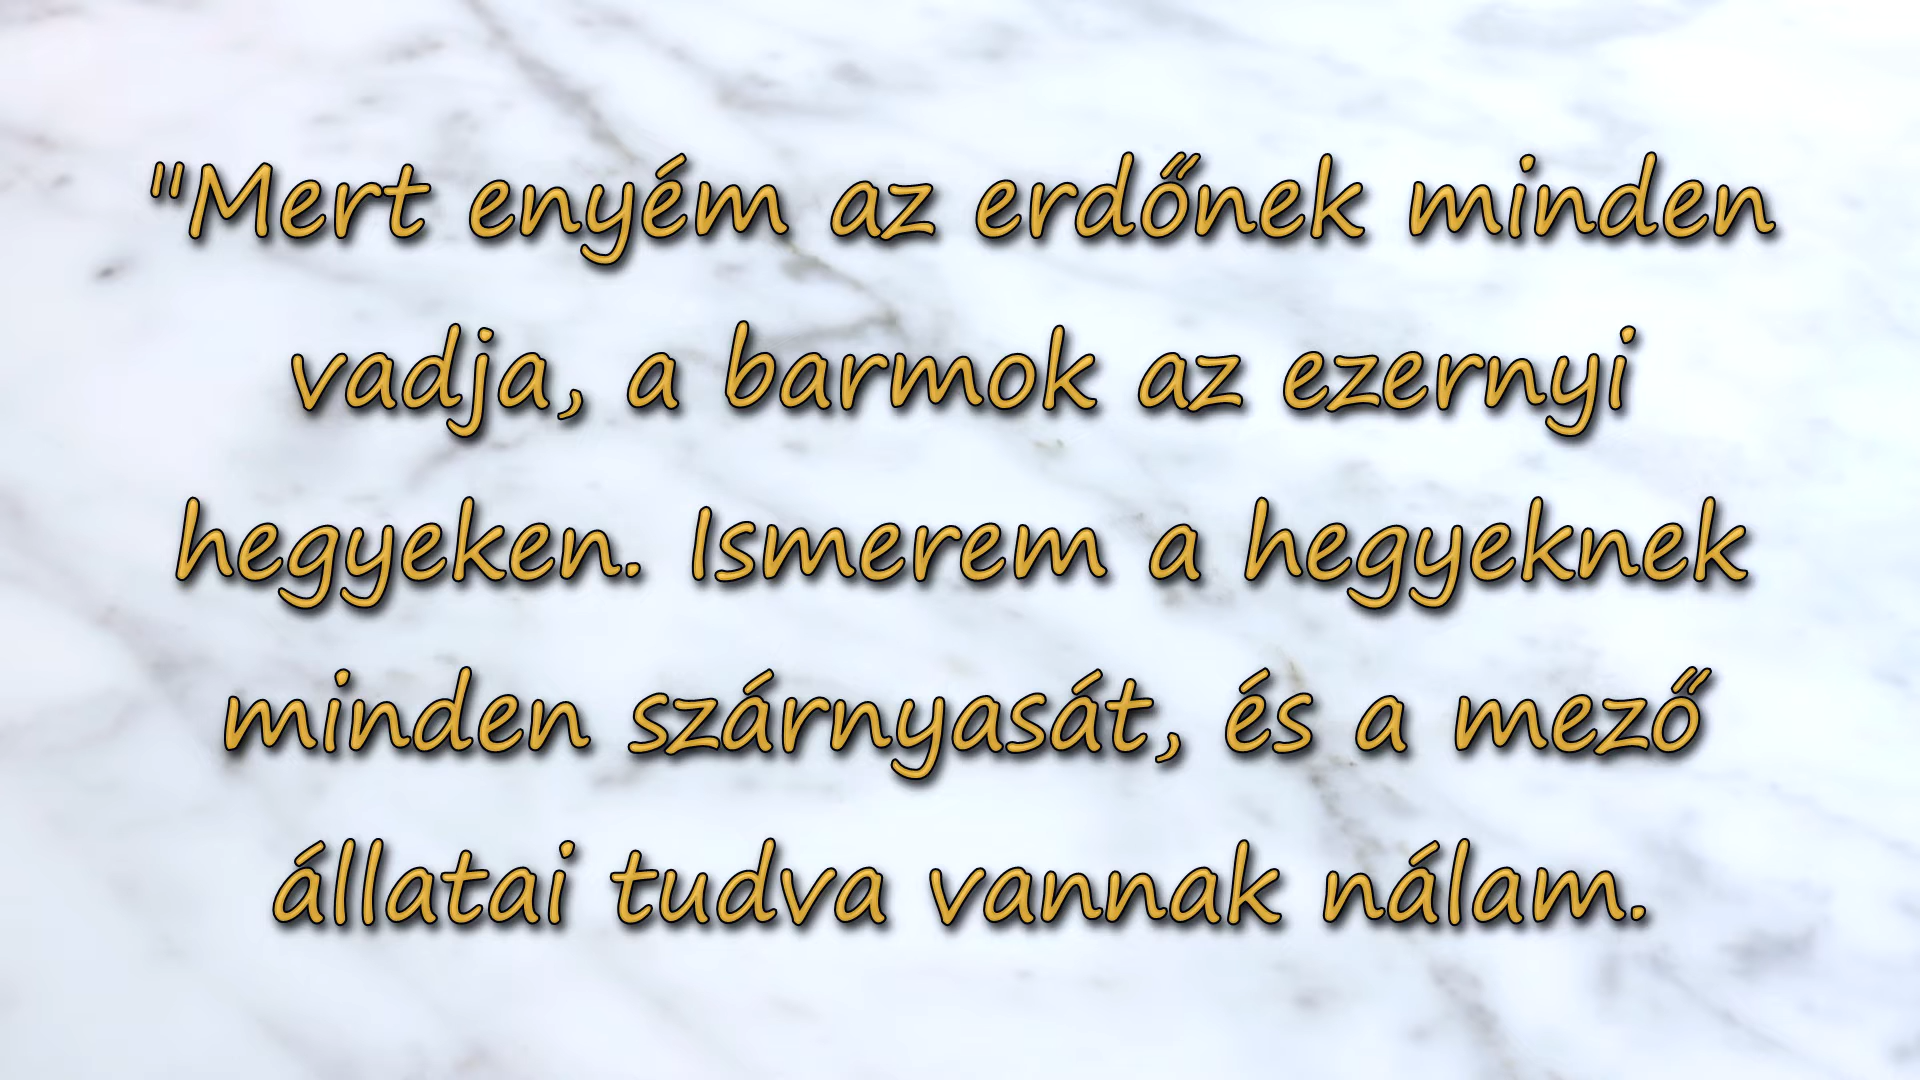 "Mert enyém az erdőnek minden
vadja, a barmok az ezernyi
hegyeken. Ismerem a hegyeknek
minden szárnyasát, és a mező
állatai tudva vannak nálam.